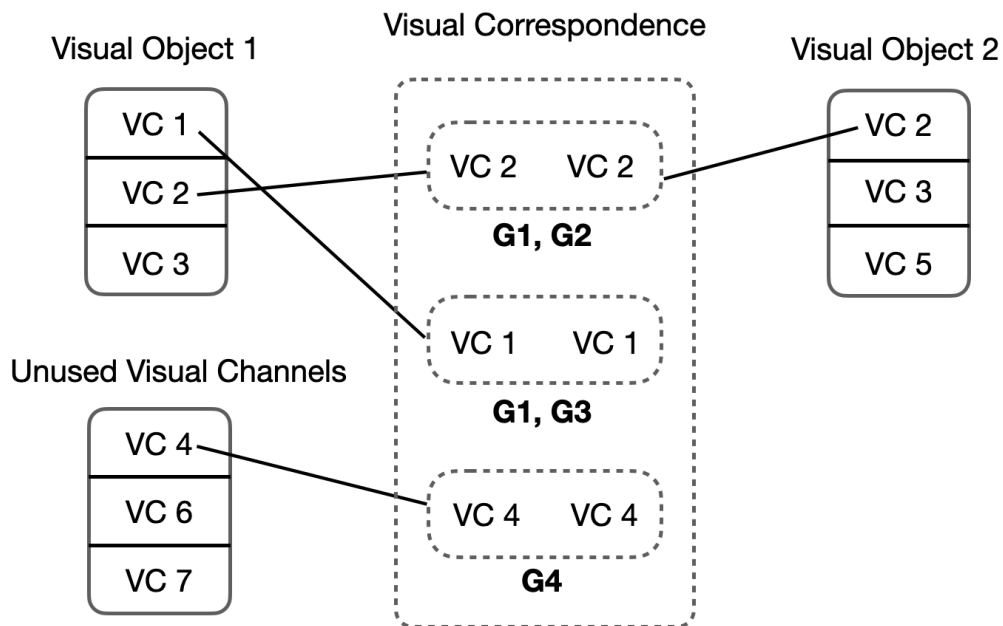 Visual Correspondence
Visual Object 1
VC 1
VC 2
VC 3
Unused Visual Channels
VC 4
VC 6
VC 7
VC 2 VC 2
G1, G2
VC 1 VC 1
G1, G3
VC 4 VC 4
G4
Visual Object 2
VC 2
VC 3
VC 5